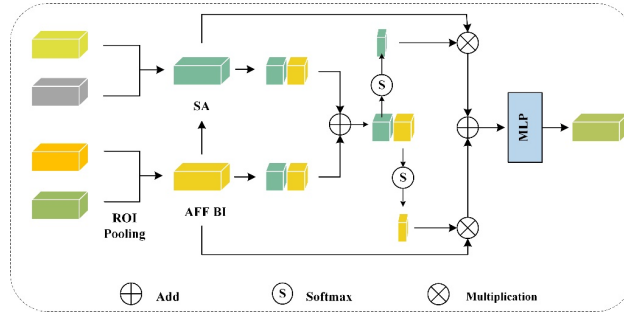 S
SA
MLP
S
ROI
Pooling
AFF BI
Add
S
Softmax
Multiplication